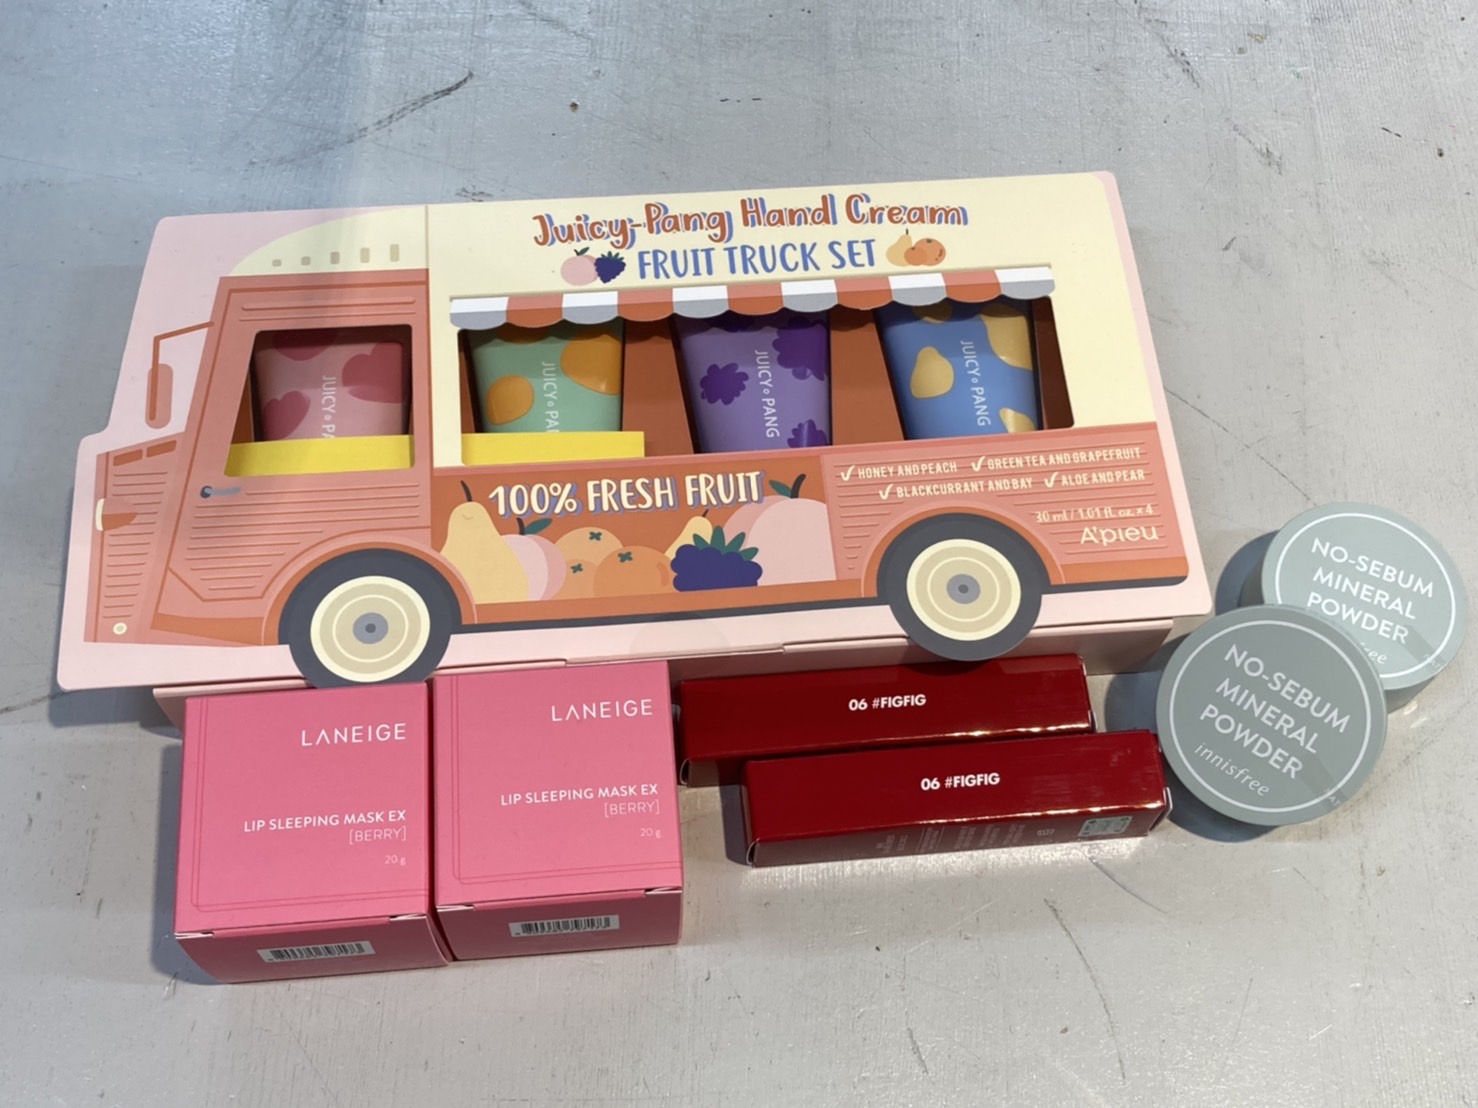 Juicy-Pang Hand Cream
FRUIT TRUCK SET
JUICY PA
JUICY PA
JUICY PANG
JUICY PANG
100% FRESH FRUIT
✓ HONEY AND PEACH ✓ GREEN TEA AND GRAPEFRUIT
✓ BLACKCURRANT AND BAY ✓ ALOE AND PEAR
30 ml / 1.01 fl. oz. x 4
A'PIEU
LANEIGE
LIP SLEEPING MASK EX
[BERRY]
20 g
LANEIGE
LIP SLEEPING MASK EX
[BERRY]
20 g
06 #FIGFIG
06 #FIGFIG
NO-SEBUM
MINERAL
POWDER
ee
NO-SEBUM
MINERAL
POWDER
innisfree